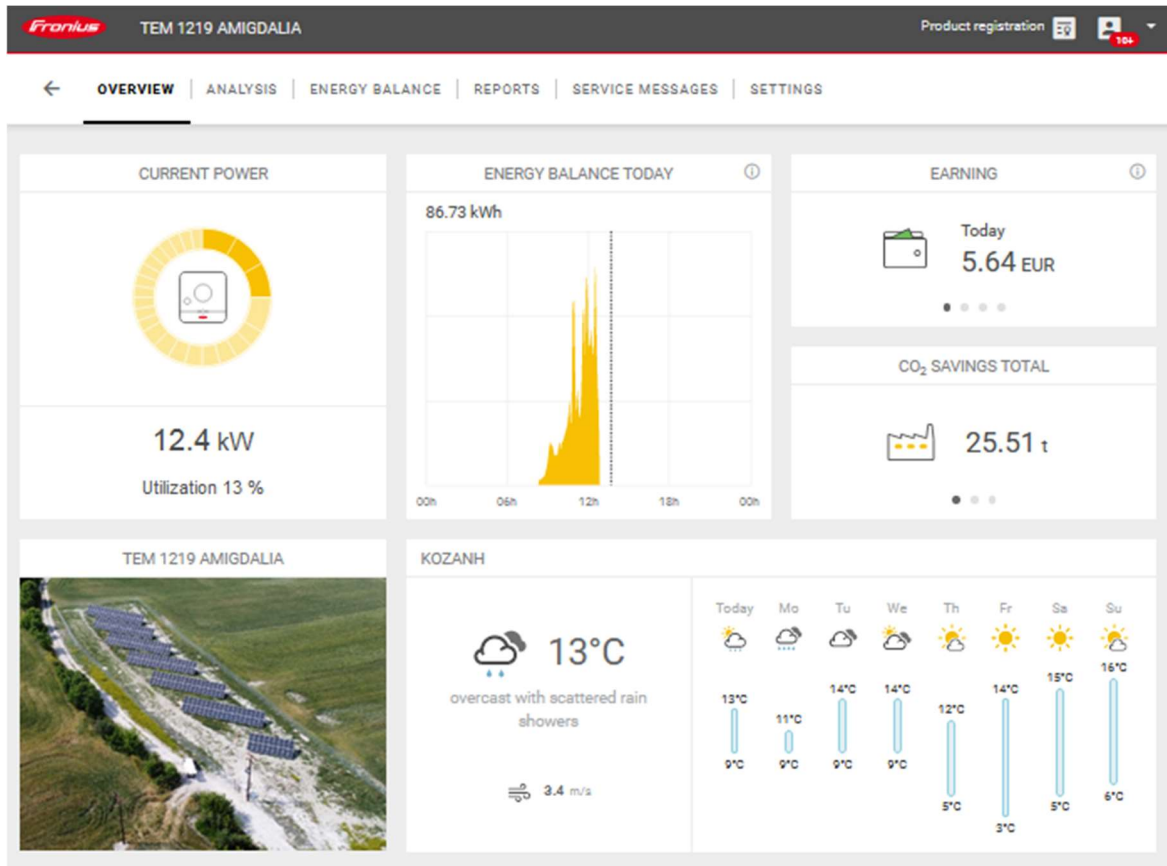 Fronius
TEM 1219 AMIGDALIA
Product registration
10+
OVERVIEW
ANALYSIS
ENERGY BALANCE
REPORTS
SERVICE MESSAGES
SETTINGS
CURRENT POWER
12.4 kW
Utilization 13 %
ENERGY BALANCE TODAY
86.73 kWh
00h 06h 12h 18h 00h
EARNING
Today
5.64 EUR
CO₂ SAVINGS TOTAL
25.51 t
TEM 1219 AMIGDALIA
KOZANH
13°C
overcast with scattered rain
showers
3.4 m/s
Today Mo Tu We Th Fr Sa Su
13°C 11°C 14°C 14°C 12°C 14°C 15°C 16°C
9°C 9°C 9°C 9°C 5°C 3°C 5°C 6°C